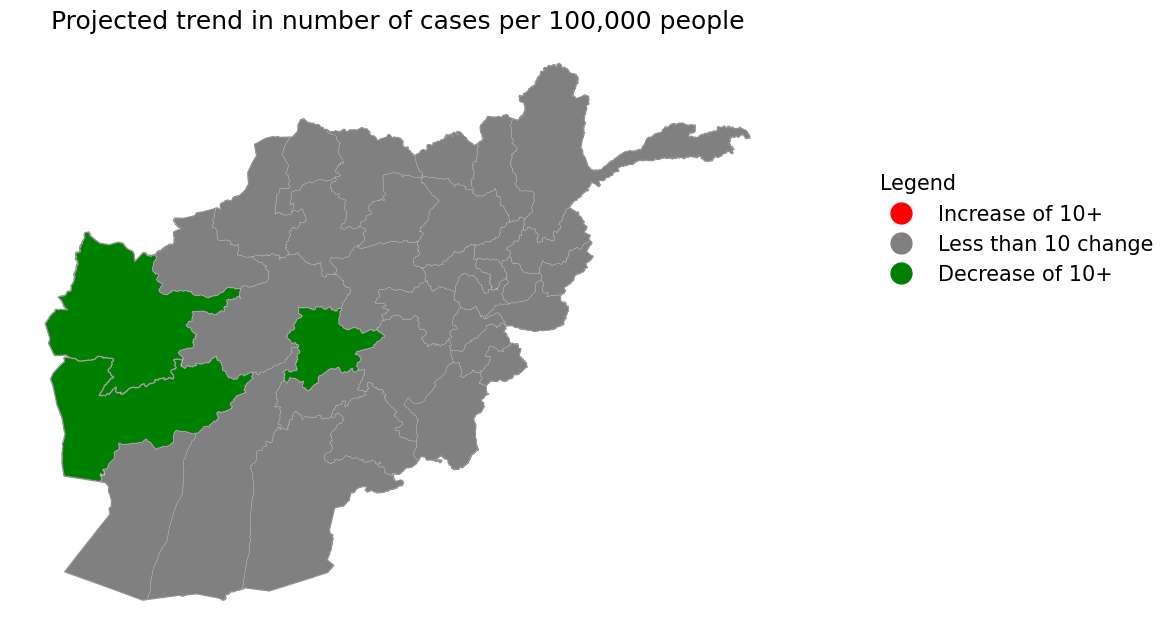 Projected trend in number of cases per 100,000 people
Legend
Increase of 10+
Less than 10 change
Decrease of 10+